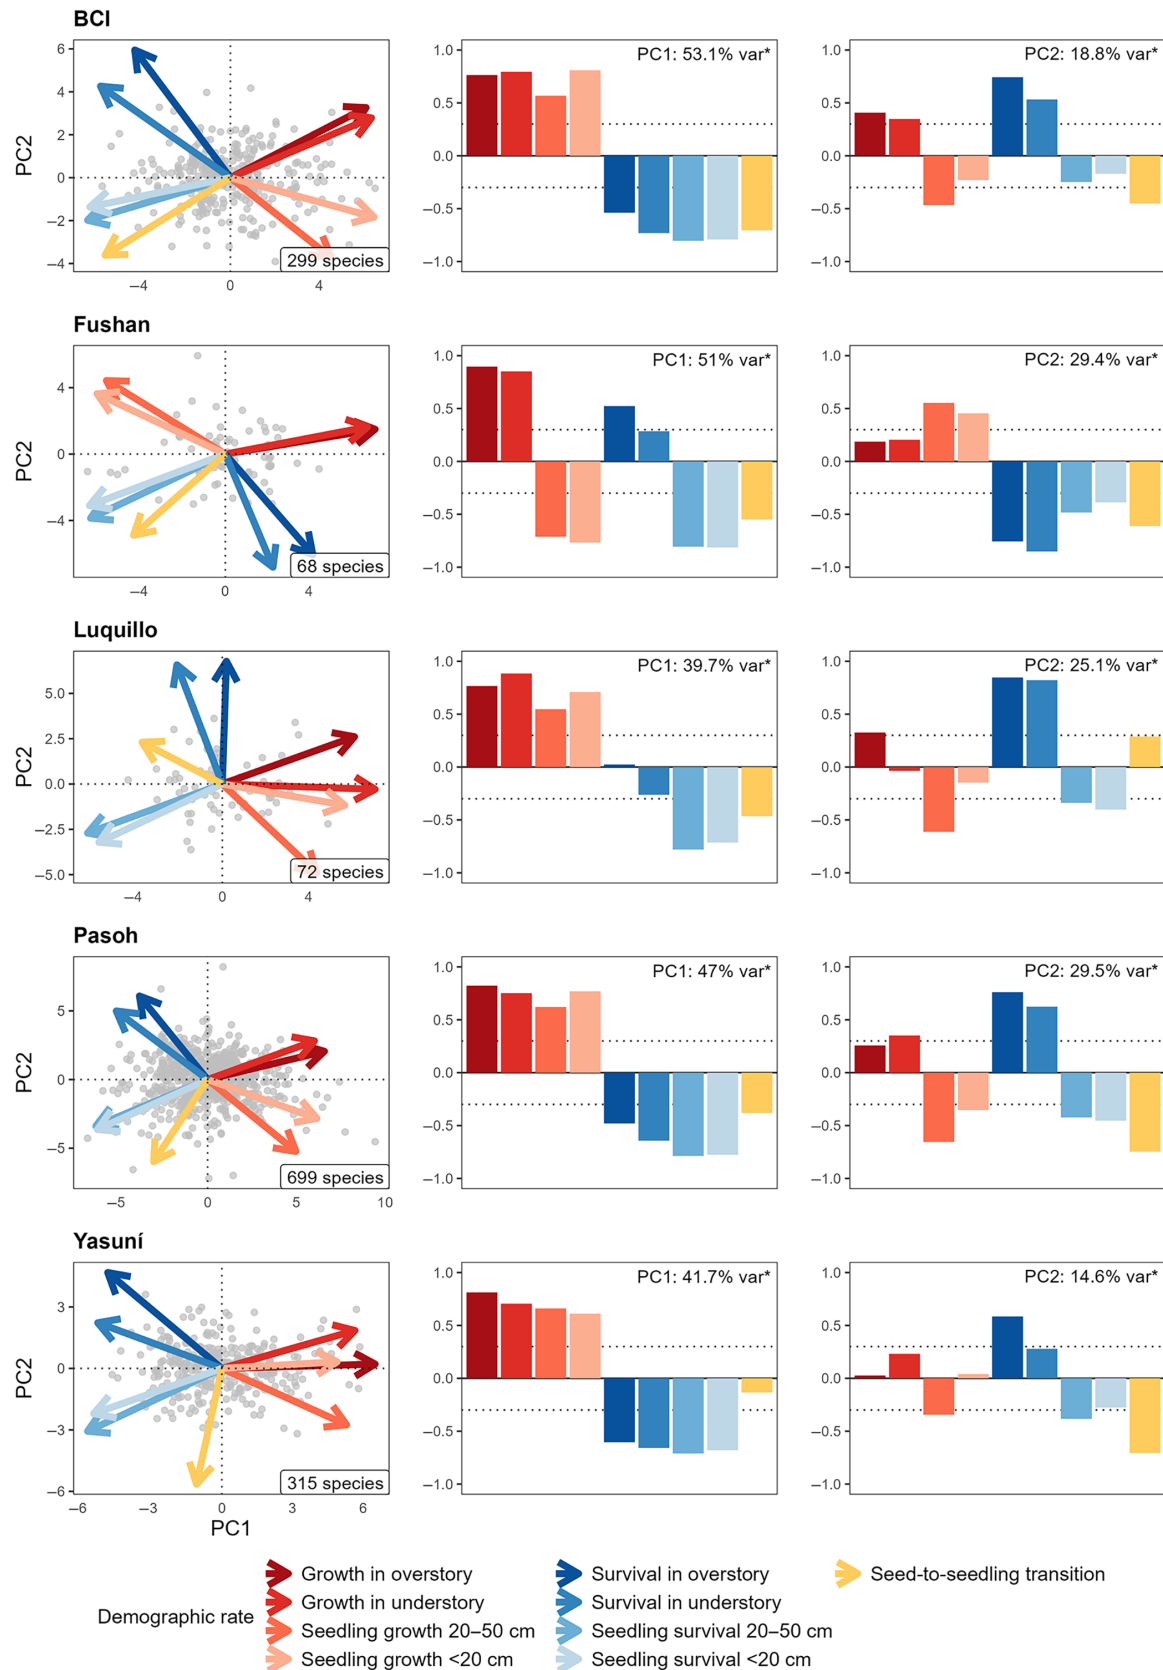 BCI
PC1: 53.1% var*
PC2: 18.8% var*
PC2
6
4
2
0
−2
−4
−4
0
4
1.0
0.5
0.0
−0.5
−1.0
1.0
0.5
0.0
−0.5
−1.0
299 species
Fushan
PC1: 51% var*
PC2: 29.4% var*
PC2
4
0
−4
−4
0
4
1.0
0.5
0.0
−0.5
−1.0
1.0
0.5
0.0
−0.5
−1.0
68 species
Luquillo
PC1: 39.7% var*
PC2: 25.1% var*
PC2
5.0
2.5
0.0
−2.5
−5.0
−4
0
4
1.0
0.5
0.0
−0.5
−1.0
1.0
0.5
0.0
−0.5
−1.0
72 species
Pasoh
PC1: 47% var*
PC2: 29.5% var*
PC2
5
0
−5
−5
0
5
10
1.0
0.5
0.0
−0.5
−1.0
1.0
0.5
0.0
−0.5
−1.0
699 species
Yasuní
PC1: 41.7% var*
PC2: 14.6% var*
PC2
3
0
−3
−6
−6
−3
0
3
6
1.0
0.5
0.0
−0.5
−1.0
1.0
0.5
0.0
−0.5
−1.0
315 species
PC1
Demographic rate
Growth in overstory
Growth in understory
Seedling growth 20–50 cm
Seedling growth <20 cm
Survival in overstory
Survival in understory
Seedling survival 20–50 cm
Seedling survival <20 cm
Seed-to-seedling transition